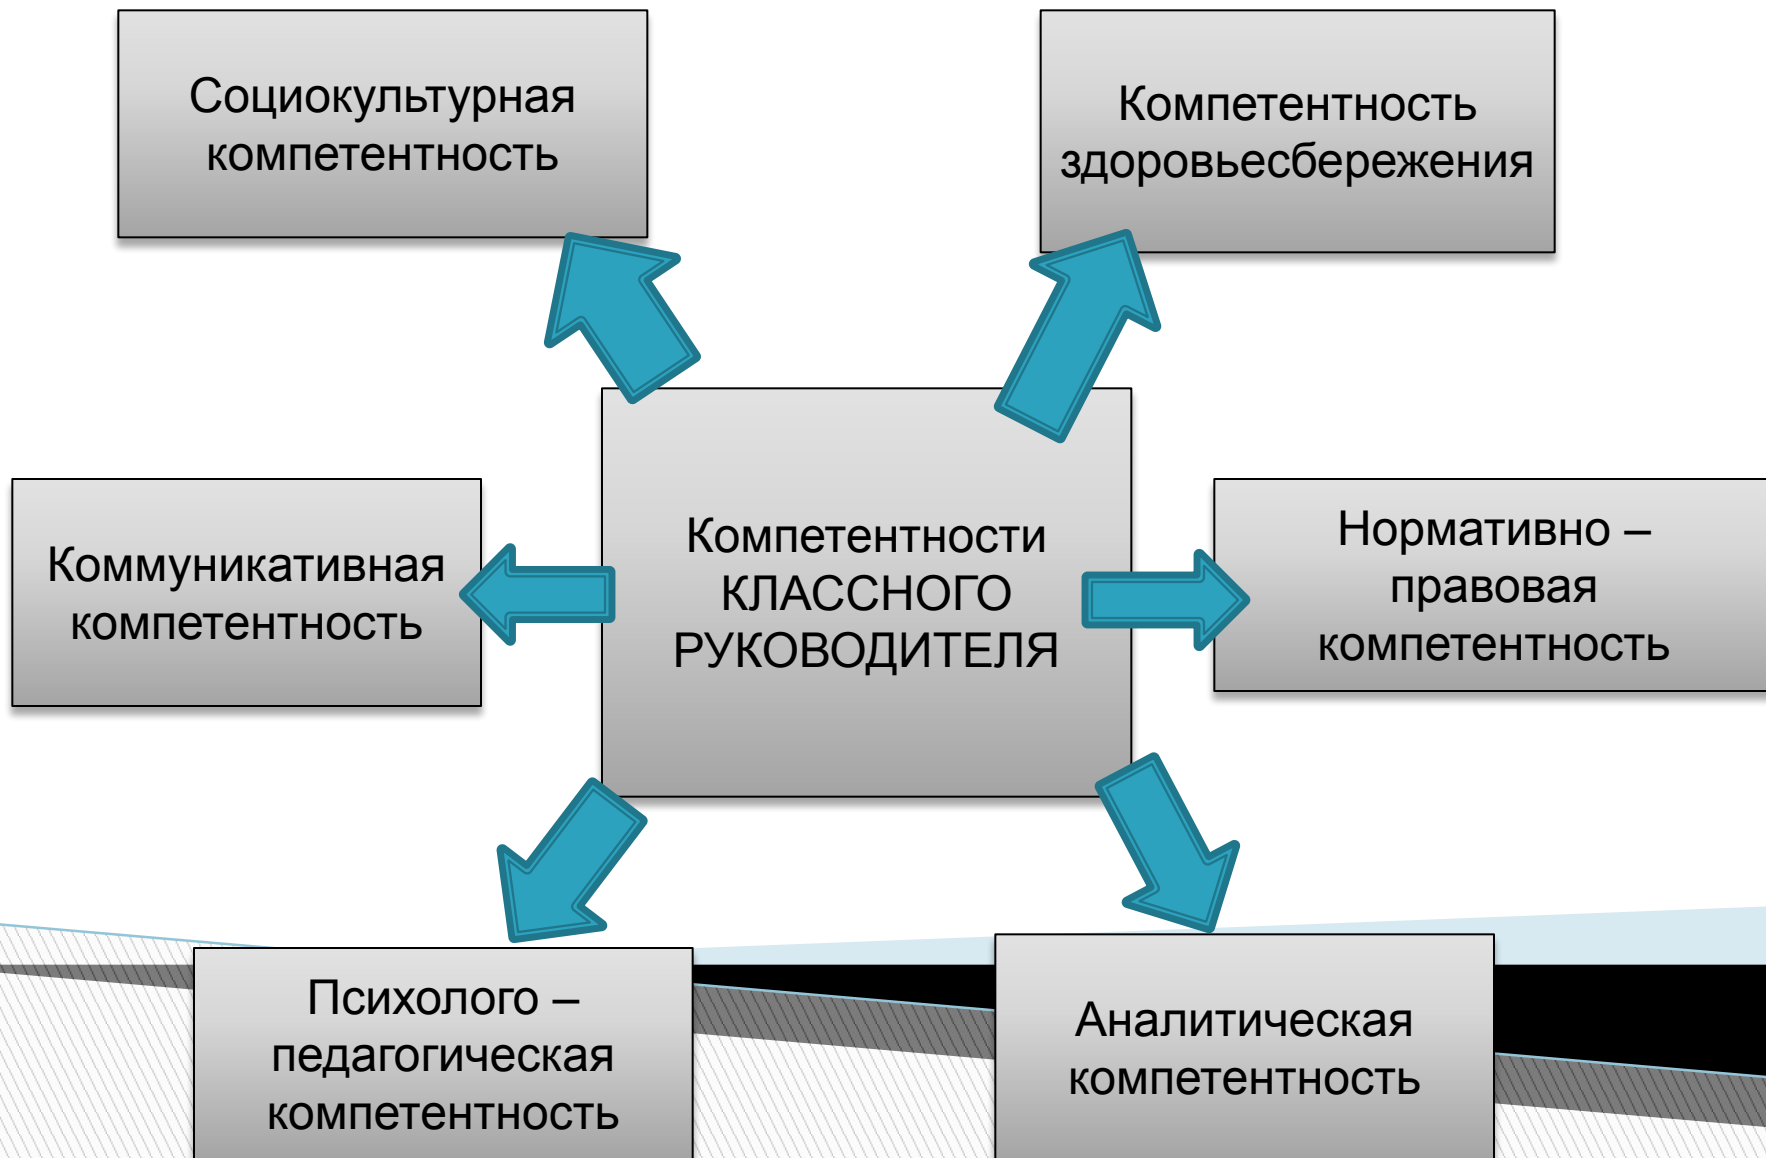 Социокультурная
компетентность
Компетентность
здоровьесбережения
Коммуникативная
компетентность
Компетентности
КЛАССНОГО
РУКОВОДИТЕЛЯ
Нормативно –
правовая
компетентность
Психолого –
педагогическая
компетентность
Аналитическая
компетентность